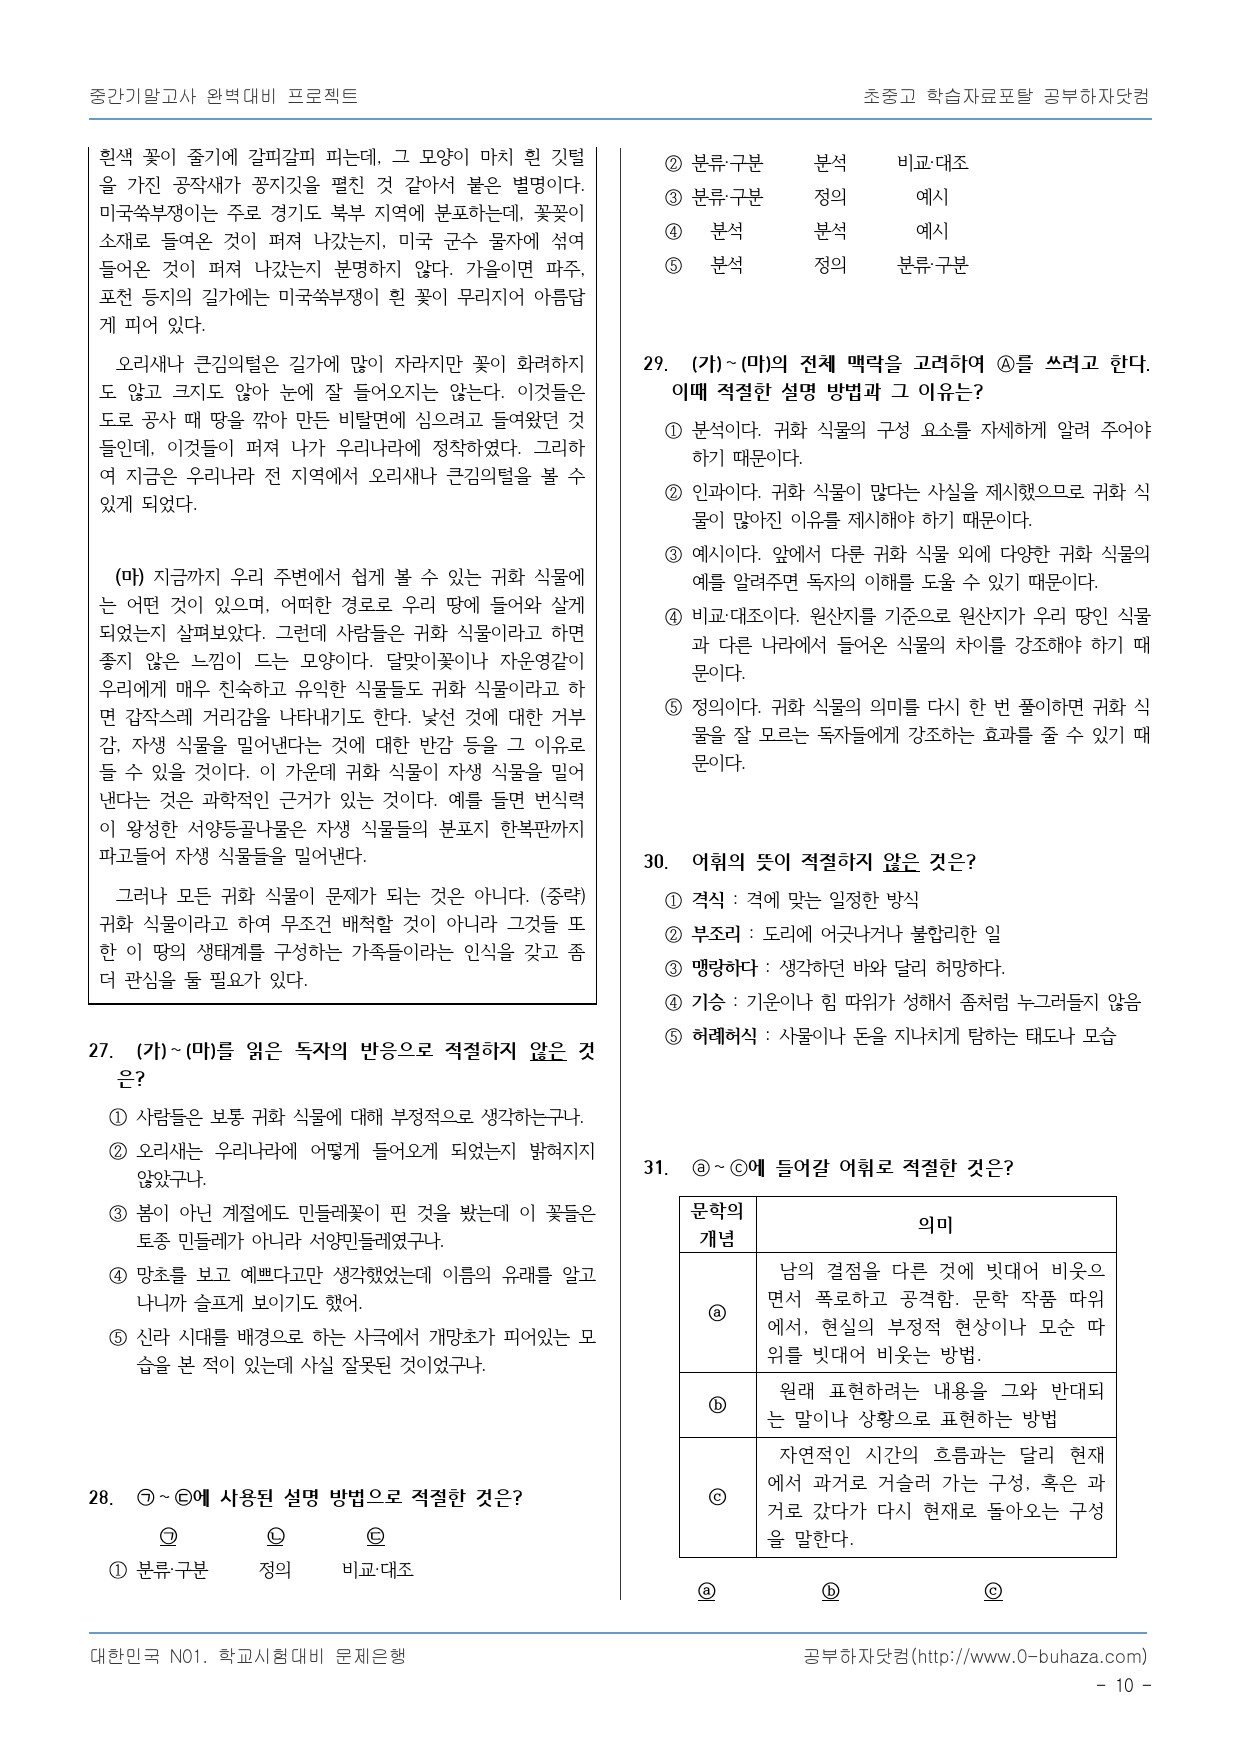 중간기말고사 완벽대비 프로젝트
초중고 학습자료포탈 공부하자닷컴
흰색 꽃이 줄기에 갈피갈피 피는데, 그 모양이 마치 흰 깃털
을 가진 공작새가 꽁지깃을 펼친 것 같아서 붙은 별명이다.
미국쑥부쟁이는 주로 경기도 북부 지역에 분포하는데, 꽃꽂이
소재로 들여온 것이 퍼져 나갔는지, 미국 군수 물자에 섞여
들어온 것이 퍼져 나갔는지 분명하지 않다. 가을이면 파주,
포천 등지의 길가에는 미국쑥부쟁이 흰 꽃이 무리지어 아름답
게 피어 있다.
오리새나 큰김의털은 길가에 많이 자라지만 꽃이 화려하지
도 않고 크지도 않아 눈에 잘 들어오지는 않는다. 이것들은
도로 공사 때 땅을 깎아 만든 비탈면에 심으려고 들여왔던 것
들인데, 이것들이 퍼져 나가 우리나라에 정착하였다. 그리하
여 지금은 우리나라 전 지역에서 오리새나 큰김의털을 볼 수
있게 되었다.
(마) 지금까지 우리 주변에서 쉽게 볼 수 있는 귀화 식물에
는 어떤 것이 있으며, 어떠한 경로로 우리 땅에 들어와 살게
되었는지 살펴보았다. 그런데 사람들은 귀화 식물이라고 하면
좋지 않은 느낌이 드는 모양이다. 달맞이꽃이나 자운영같이
우리에게 매우 친숙하고 유익한 식물들도 귀화 식물이라고 하
면 갑작스레 거리감을 나타내기도 한다. 낯선 것에 대한 거부
감, 자생 식물을 밀어낸다는 것에 대한 반감 등을 그 이유로
들 수 있을 것이다. 이 가운데 귀화 식물이 자생 식물을 밀어
낸다는 것은 과학적인 근거가 있는 것이다. 예를 들면 번식력
이 왕성한 서양등골나물은 자생 식물들의 분포지 한복판까지
파고들어 자생 식물들을 밀어낸다.
그러나 모든 귀화 식물이 문제가 되는 것은 아니다. (중략)
귀화 식물이라고 하여 무조건 배척할 것이 아니라 그것들 또
한 이 땅의 생태계를 구성하는 가족들이라는 인식을 갖고 좀
더 관심을 둘 필요가 있다.
27. (가)~(마)를 읽은 독자의 반응으로 적절하지 않은 것
은?
① 사람들은 보통 귀화 식물에 대해 부정적으로 생각하는구나.
② 오리새는 우리나라에 어떻게 들어오게 되었는지 밝혀지지
않았구나.
③ 봄이 아닌 계절에도 민들레꽃이 핀 것을 봤는데 이 꽃들은
토종 민들레가 아니라 서양민들레였구나.
④ 망초를 보고 예쁘다고만 생각했었는데 이름의 유래를 알고
나니까 슬프게 보이기도 했어.
⑤ 신라 시대를 배경으로 하는 사극에서 개망초가 피어있는 모
습을 본 적이 있는데 사실 잘못된 것이었구나.
28. ㉠~㉢에 사용된 설명 방법으로 적절한 것은?
㉠ ㉡ ㉢
① 분류·구분 정의 비교·대조
② 분류·구분 분석 비교·대조
③ 분류·구분 정의 예시
④ 분석 분석 예시
⑤ 분석 정의 분류·구분
29. (가)~(마)의 전체 맥락을 고려하여 Ⓐ를 쓰려고 한다.
이때 적절한 설명 방법과 그 이유는?
① 분석이다. 귀화 식물의 구성 요소를 자세하게 알려 주어야
하기 때문이다.
② 인과이다. 귀화 식물이 많다는 사실을 제시했으므로 귀화 식
물이 많아진 이유를 제시해야 하기 때문이다.
③ 예시이다. 앞에서 다룬 귀화 식물 외에 다양한 귀화 식물의
예를 알려주면 독자의 이해를 도울 수 있기 때문이다.
④ 비교·대조이다. 원산지를 기준으로 원산지가 우리 땅인 식물
과 다른 나라에서 들어온 식물의 차이를 강조해야 하기 때
문이다.
⑤ 정의이다. 귀화 식물의 의미를 다시 한 번 풀이하면 귀화 식
물을 잘 모르는 독자들에게 강조하는 효과를 줄 수 있기 때
문이다.
30. 어휘의 뜻이 적절하지 않은 것은?
① 격식 : 격에 맞는 일정한 방식
② 부조리 : 도리에 어긋나거나 불합리한 일
③ 맹랑하다 : 생각하던 바와 달리 허망하다.
④ 기승 : 기운이나 힘 따위가 성해서 좀처럼 누그러들지 않음
⑤ 허례허식 : 사물이나 돈을 지나치게 탐하는 태도나 모습
31. ⓐ~ⓒ에 들어갈 어휘로 적절한 것은?
문학의
개념
의미
ⓐ
남의 결점을 다른 것에 빗대어 비웃으
면서 폭로하고 공격함. 문학 작품 따위
에서, 현실의 부정적 현상이나 모순 따
위를 빗대어 비웃는 방법.
ⓑ
원래 표현하려는 내용을 그와 반대되
는 말이나 상황으로 표현하는 방법
ⓒ
자연적인 시간의 흐름과는 달리 현재
에서 과거로 거슬러 가는 구성, 혹은 과
거로 갔다가 다시 현재로 돌아오는 구성
을 말한다.
ⓐ ⓑ ⓒ
대한민국 N01. 학교시험대비 문제은행
공부하자닷컴(http://www.0-buhaza.com)
- 10 -